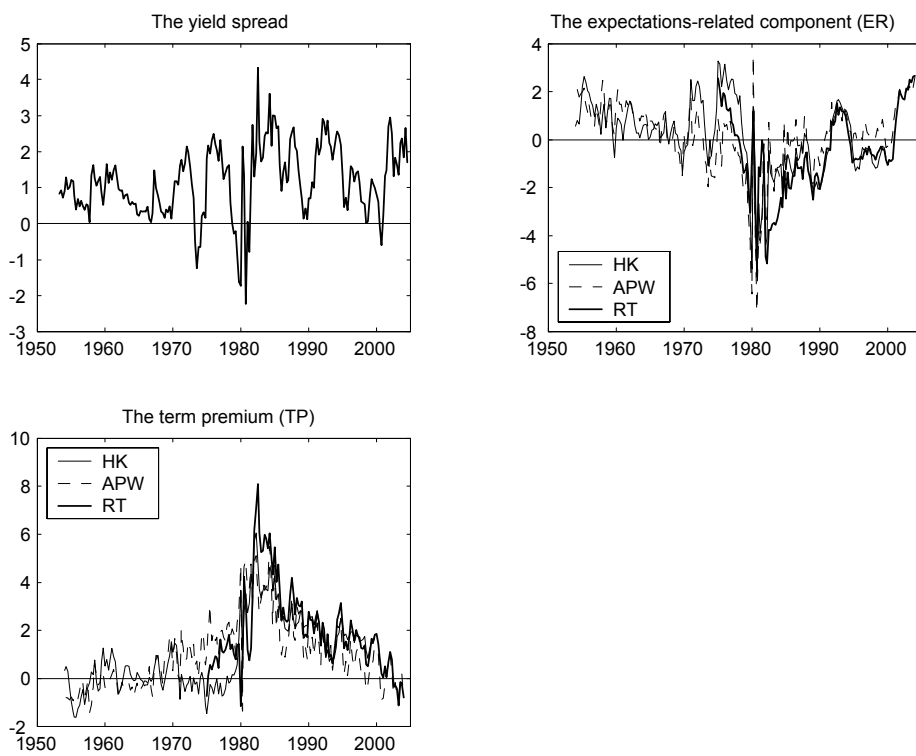 The yield spread
5
4
3
2
1
0
-1
-2
-3
1950 1960 1970 1980 1990 2000
The expectations-related component (ER)
4
2
0
-2
-4
-6
-8
HK
APW
RT
1950 1960 1970 1980 1990 2000
The term premium (TP)
10
8
6
4
2
0
-2
HK
APW
RT
1950 1960 1970 1980 1990 2000